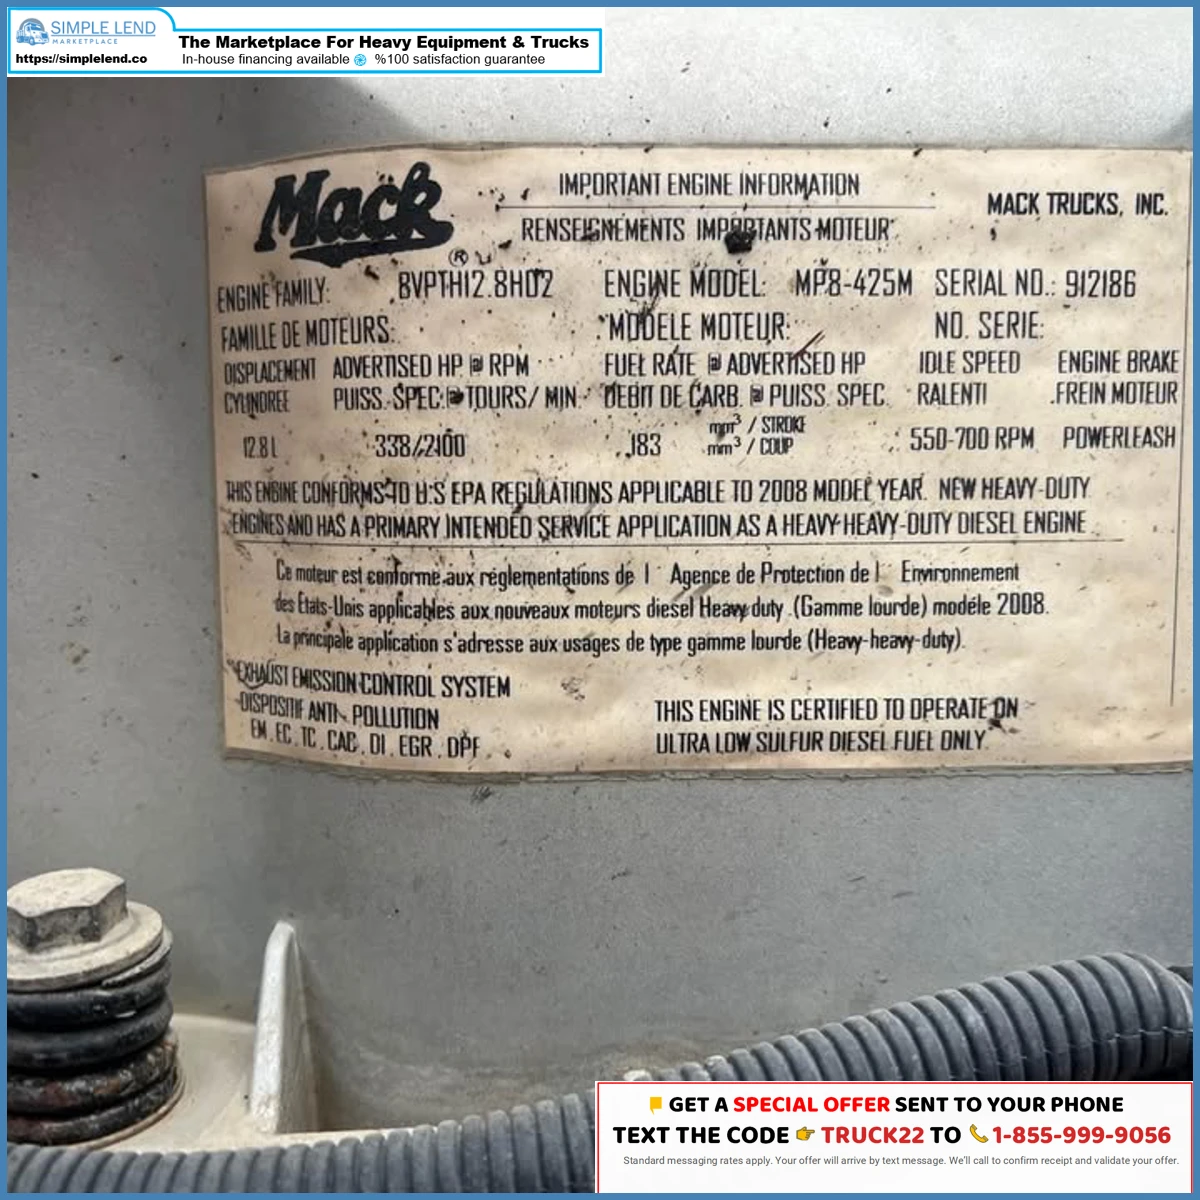 SIMPLE LEND
MARKETPLACE
https://simplelend.co
The Marketplace For Heavy Equipment & Trucks
In-house financing available %100 satisfaction guarantee
Mack
®
IMPORTANT ENGINE INFORMATION
RENSEIGNEMENTS IMPORTANTS MOTEUR
MACK TRUCKS, INC.
ENGINE FAMILY: 8VPTH12.8H02 ENGINE MODEL: MP8-425M SERIAL NO.: 912186
FAMILLE DE MOTEURS: MODELE MOTEUR: NO. SERIE:
DISPLACEMENT ADVERTISED HP @ RPM FUEL RATE @ ADVERTISED HP IDLE SPEED ENGINE BRAKE
CYLINDREE PUISS. SPEC. @ TOURS/ MIN. DEBIT DE CARB. @ PUISS. SPEC. RALENTI FREIN MOTEUR
12.8 L 338/2100 183 mm³ / STROKE 550-700 RPM POWERLEASH
mm³ / COUP
THIS ENGINE CONFORMS TO U.S EPA REGULATIONS APPLICABLE TO 2008 MODEL YEAR. NEW HEAVY-DUTY
ENGINES AND HAS A PRIMARY INTENDED SERVICE APPLICATION AS A HEAVY-HEAVY-DUTY DIESEL ENGINE
Ce moteur est conforme aux réglementations de l' Agence de Protection de l' Environnement
des États-Unis applicables aux nouveaux moteurs diesel Heavy duty (Gamme lourde) modéle 2008.
La principale application s'adresse aux usages de type gamme lourde (Heavy-heavy-duty).
EXHAUST EMISSION CONTROL SYSTEM
DISPOSITIF ANTI- POLLUTION
EM , EC , TC , CAC , DI , EGR , DPF
THIS ENGINE IS CERTIFIED TO OPERATE ON
ULTRA LOW SULFUR DIESEL FUEL ONLY
GET A SPECIAL OFFER SENT TO YOUR PHONE
TEXT THE CODE TRUCK22 TO 1-855-999-9056
Standard messaging rates apply. Your offer will arrive by text message. We'll call to confirm receipt and validate your offer.